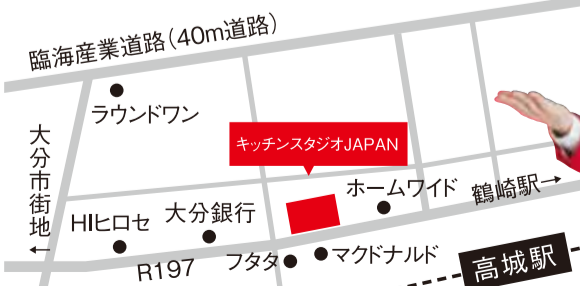 臨海産業道路(40m道路)
ラウンドワン
キッチンスタジオJAPAN
大分市街地
←
HIヒロセ
大分銀行
ホームワイド
鶴崎駅→
R197
フタタ
マクドナルド
高城駅